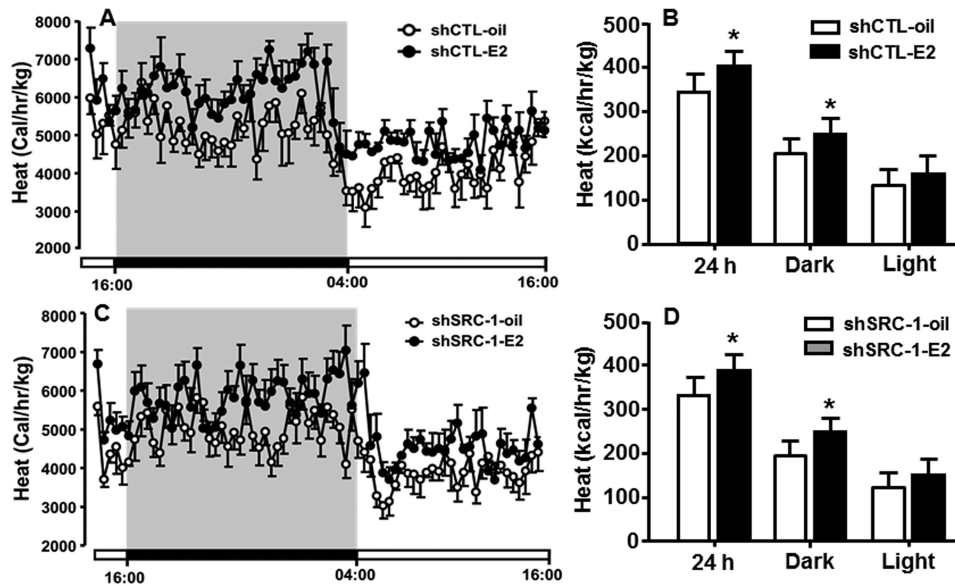 A
shCTL-oil
shCTL-E2
Heat (Cal/hr/kg)
8000
7000
6000
5000
4000
3000
2000
16:00
04:00
16:00
B
shCTL-oil
shCTL-E2
Heat (kcal/hr/kg)
500
400
300
200
100
0
*
*
24 h
Dark
Light
C
shSRC-1-oil
shSRC-1-E2
Heat (Cal/hr/kg)
8000
7000
6000
5000
4000
3000
2000
16:00
04:00
16:00
D
shSRC-1-oil
shSRC-1-E2
Heat (kcal/hr/kg)
500
400
300
200
100
0
*
*
24 h
Dark
Light